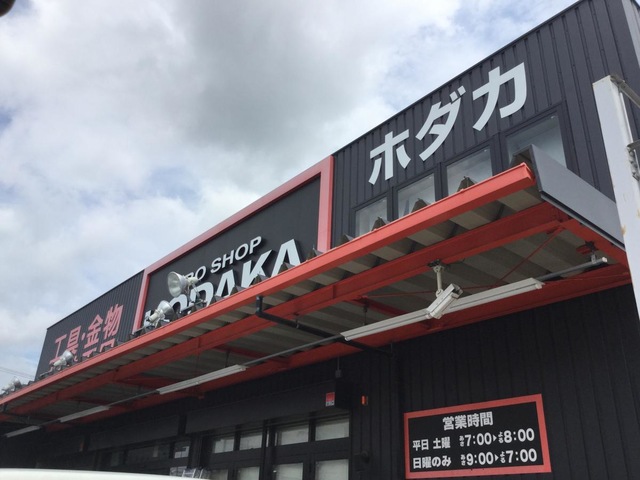 ホダカ
PRO SHOP
HODAKA
工具・金物
営業時間
平日 土曜 7:00 8:00
日曜のみ 9:00 7:00